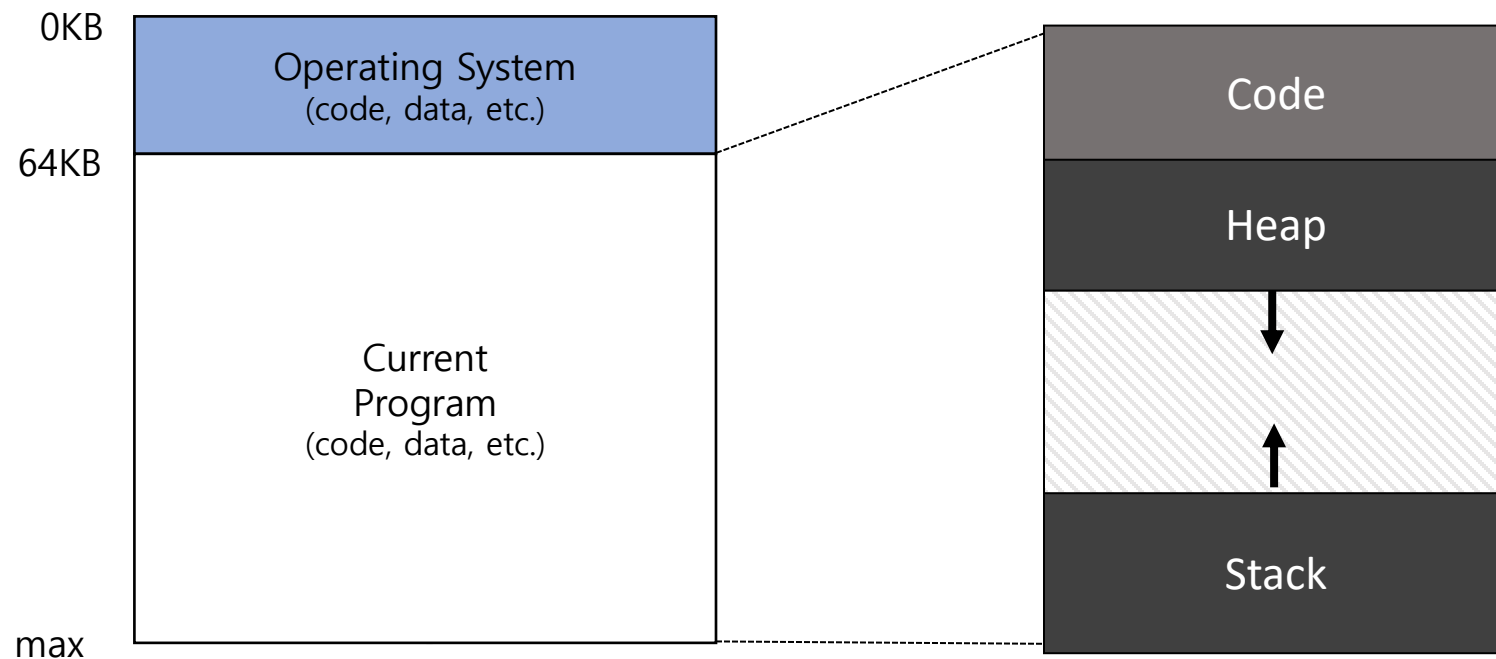 0KB
Operating System
(code, data, etc.)
64KB
Current
Program
(code, data, etc.)
max
Code
Heap
Stack